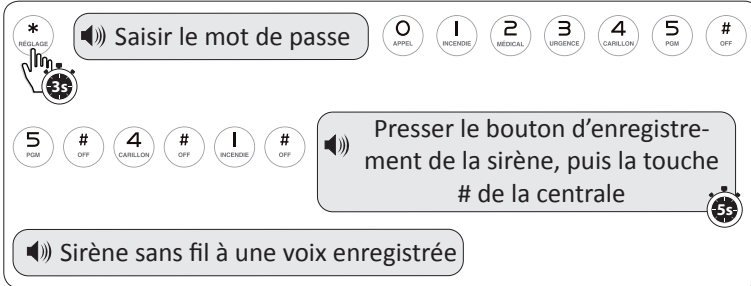 * RÉGLAGE
3s
Saisir le mot de passe
0 APPEL 1 INCENDIE 2 MÉDICAL 3 URGENCE 4 CARILLON 5 PGM # OFF
5 PGM # OFF 4 CARILLON # OFF 1 INCENDIE # OFF
Presser le bouton d’enregistre-
ment de la sirène, puis la touche
# de la centrale
5s
Sirène sans fil à une voix enregistrée